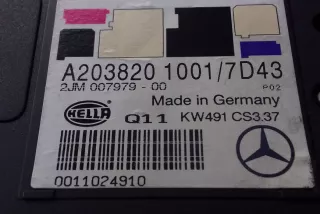 A203820 1001/7D43
2JM 007979 - 00 P02
Made in Germany
HELLA Q11 KW491 CS3.37
0011024910